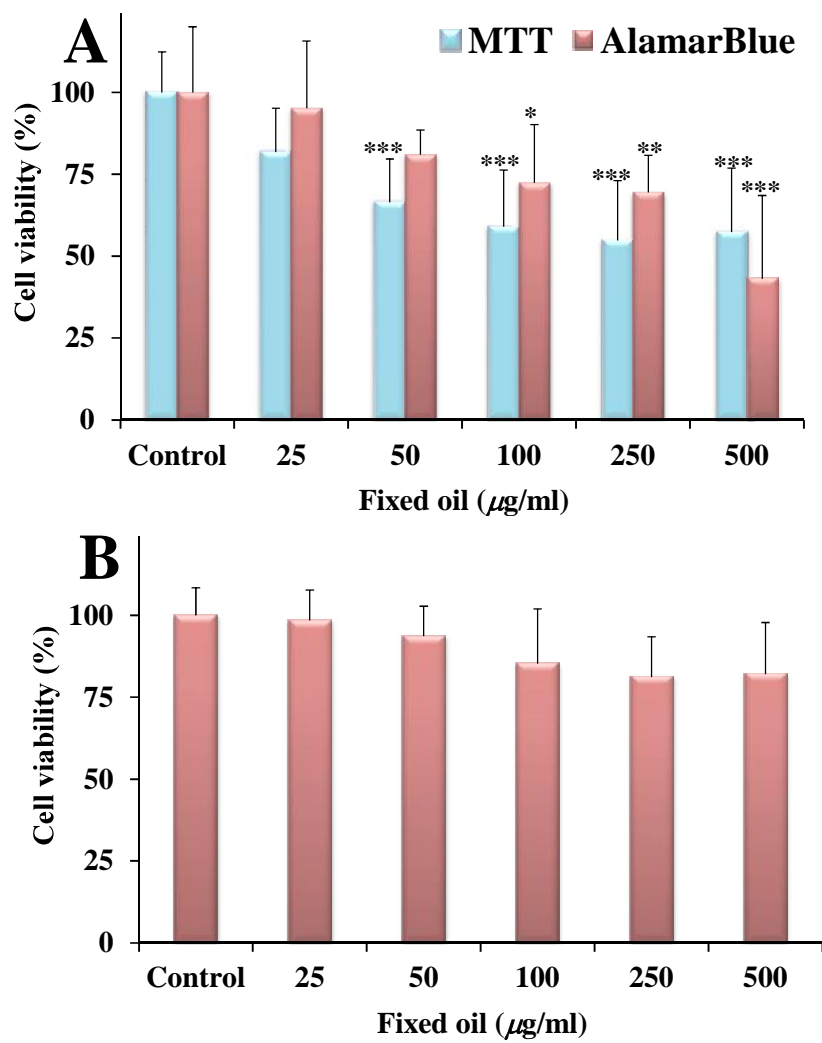 A
MTT AlamarBlue
Cell viability (%)
100
75
50
25
0
***
***
*
***
**
***
***
Control 25 50 100 250 500
Fixed oil (μg/ml)
B
Cell viability (%)
100
75
50
25
0
Control 25 50 100 250 500
Fixed oil (μg/ml)